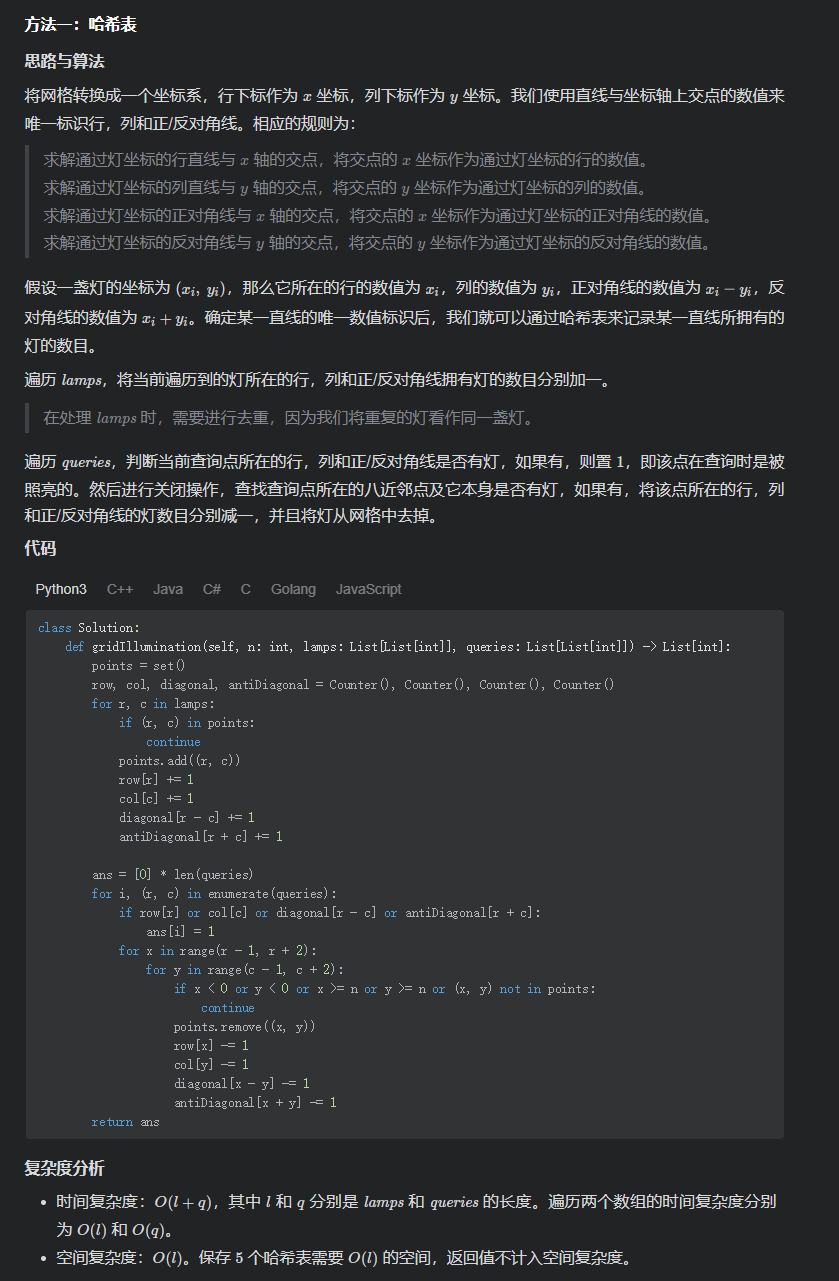 方法一：哈希表
思路与算法
将网格转换成一个坐标系，行下标作为 x 坐标，列下标作为 y 坐标。我们使用直线与坐标轴上交点的数值来
唯一标识行，列和正/反对角线。相应的规则为：
求解通过灯坐标的行直线与 x 轴的交点，将交点的 x 坐标作为通过灯坐标的行的数值。
求解通过灯坐标的列直线与 y 轴的交点，将交点的 y 坐标作为通过灯坐标的列的数值。
求解通过灯坐标的正对角线与 x 轴的交点，将交点的 x 坐标作为通过灯坐标的正对角线的数值。
求解通过灯坐标的反对角线与 y 轴的交点，将交点的 y 坐标作为通过灯坐标的反对角线的数值。
假设一盏灯的坐标为 (xᵢ, yᵢ)，那么它所在的行的数值为 xᵢ，列的数值为 yᵢ，正对角线的数值为 xᵢ − yᵢ，反
对角线的数值为 xᵢ + yᵢ。确定某一直线的唯一数值标识后，我们就可以通过哈希表来记录某一直线所拥有的
灯的数目。
遍历 lamps，将当前遍历到的灯所在的行，列和正/反对角线拥有灯的数目分别加一。
在处理 lamps 时，需要进行去重，因为我们将重复的灯看作同一盏灯。
遍历 queries，判断当前查询点所在的行，列和正/反对角线是否有灯，如果有，则置 1，即该点在查询时是被
照亮的。然后进行关闭操作，查找查询点所在的八近邻点及它本身是否有灯，如果有，将该点所在的行，列
和正/反对角线的灯数目分别减一，并且将灯从网格中去掉。
代码
Python3 C++ Java C# C Golang JavaScript
class Solution:
    def gridIllumination(self, n: int, lamps: List[List[int]], queries: List[List[int]]) -> List[int]:
        points = set()
        row, col, diagonal, antiDiagonal = Counter(), Counter(), Counter(), Counter()
        for r, c in lamps:
            if (r, c) in points:
                continue
            points.add((r, c))
            row[r] += 1
            col[c] += 1
            diagonal[r - c] += 1
            antiDiagonal[r + c] += 1
        ans = [0] * len(queries)
        for i, (r, c) in enumerate(queries):
            if row[r] or col[c] or diagonal[r - c] or antiDiagonal[r + c]:
                ans[i] = 1
            for x in range(r - 1, r + 2):
                for y in range(c - 1, c + 2):
                    if x < 0 or y < 0 or x >= n or y >= n or (x, y) not in points:
                        continue
                    points.remove((x, y))
                    row[x] -= 1
                    col[y] -= 1
                    diagonal[x - y] -= 1
                    antiDiagonal[x + y] -= 1
        return ans
复杂度分析
• 时间复杂度：O(l + q)，其中 l 和 q 分别是 lamps 和 queries 的长度。遍历两个数组的时间复杂度分别
为 O(l) 和 O(q)。
• 空间复杂度：O(l)。保存 5 个哈希表需要 O(l) 的空间，返回值不计入空间复杂度。